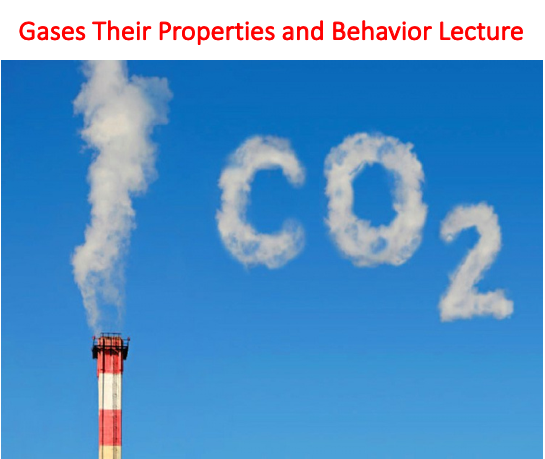 Gases Their Properties and Behavior Lecture
CO₂